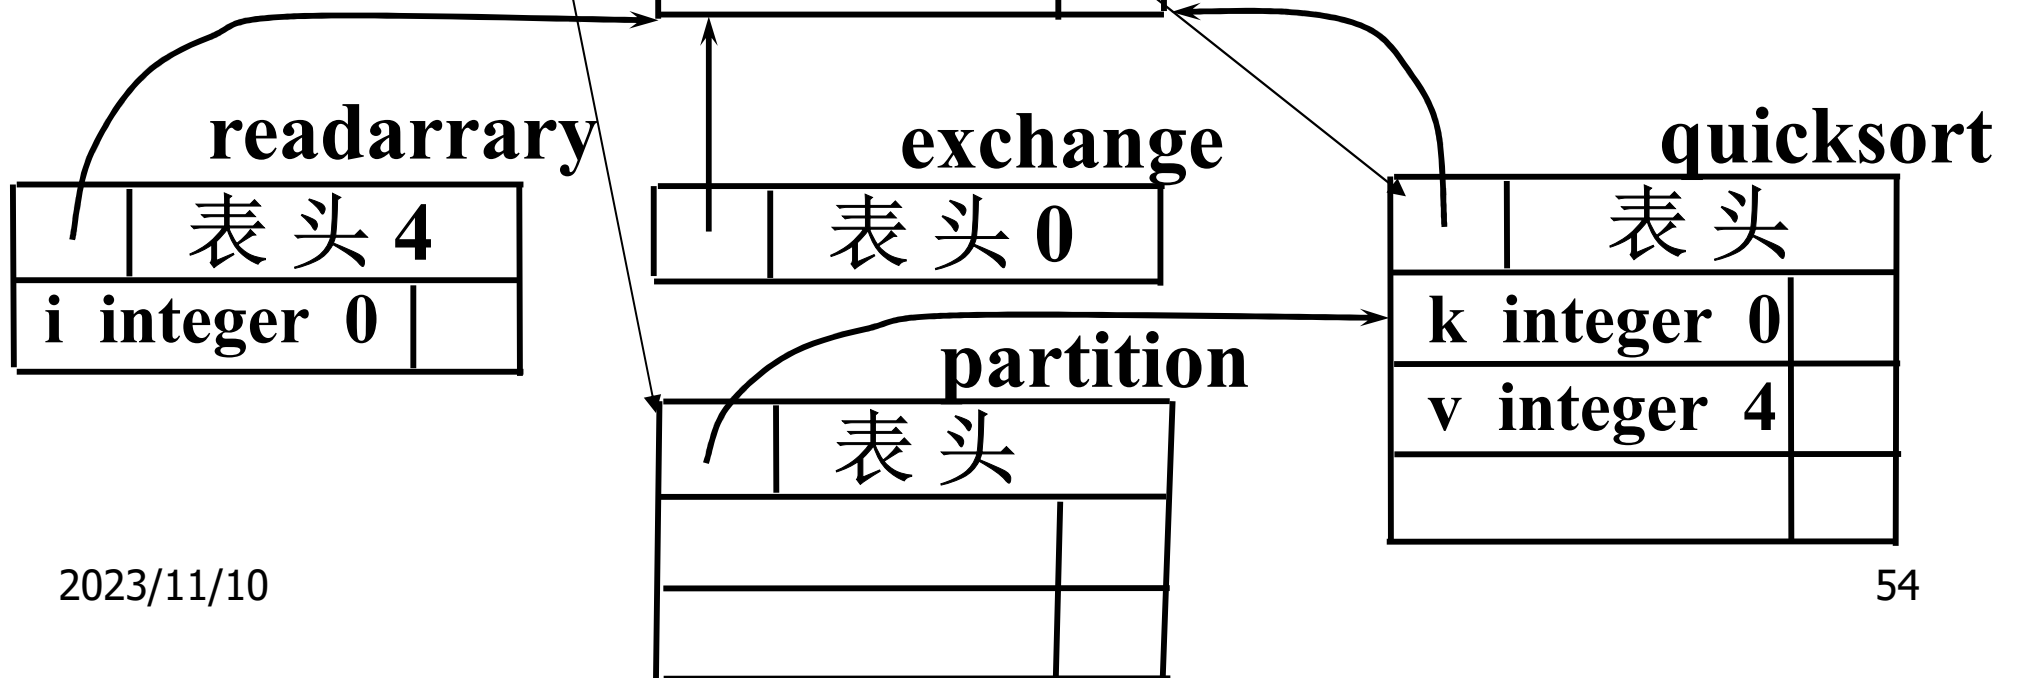 readarrary
exchange
quicksort
表 头 4
表 头 0
表 头
i integer 0
k integer 0
partition
v integer 4
表 头
2023/11/10
54